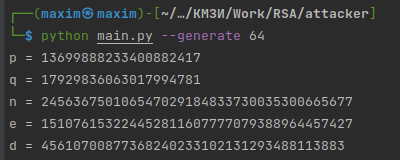 ┌──(maxim㉿maxim)-[~/…/КМЗИ/Work/RSA/attacker]
└─$ python main.py --generate 64
p = 13699888233400882417
q = 17929836063017994781
n = 245636750106547029184833730035300665677
e = 151076153224452811607777079388964457427
d = 45610700877368240233102131293488113883